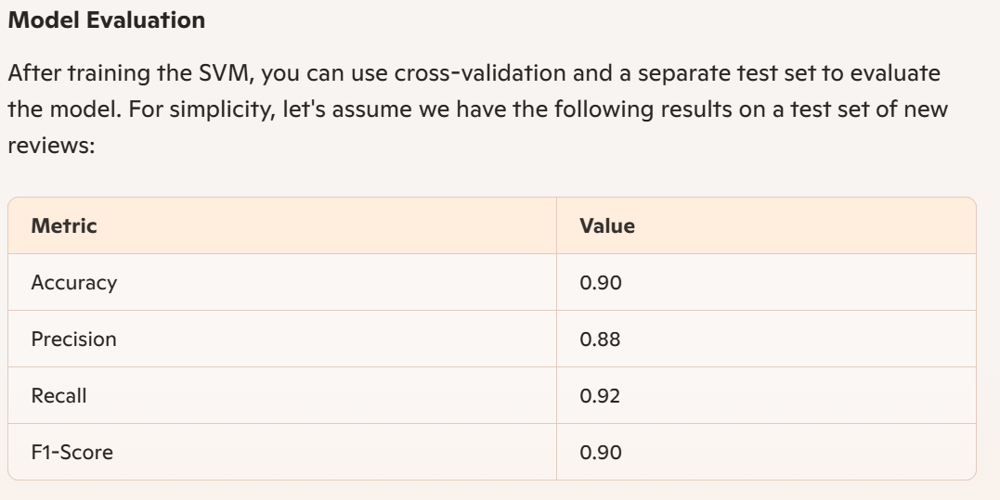 Model Evaluation
After training the SVM, you can use cross-validation and a separate test set to evaluate
the model. For simplicity, let's assume we have the following results on a test set of new
reviews:
Metric Value
Accuracy 0.90
Precision 0.88
Recall 0.92
F1-Score 0.90